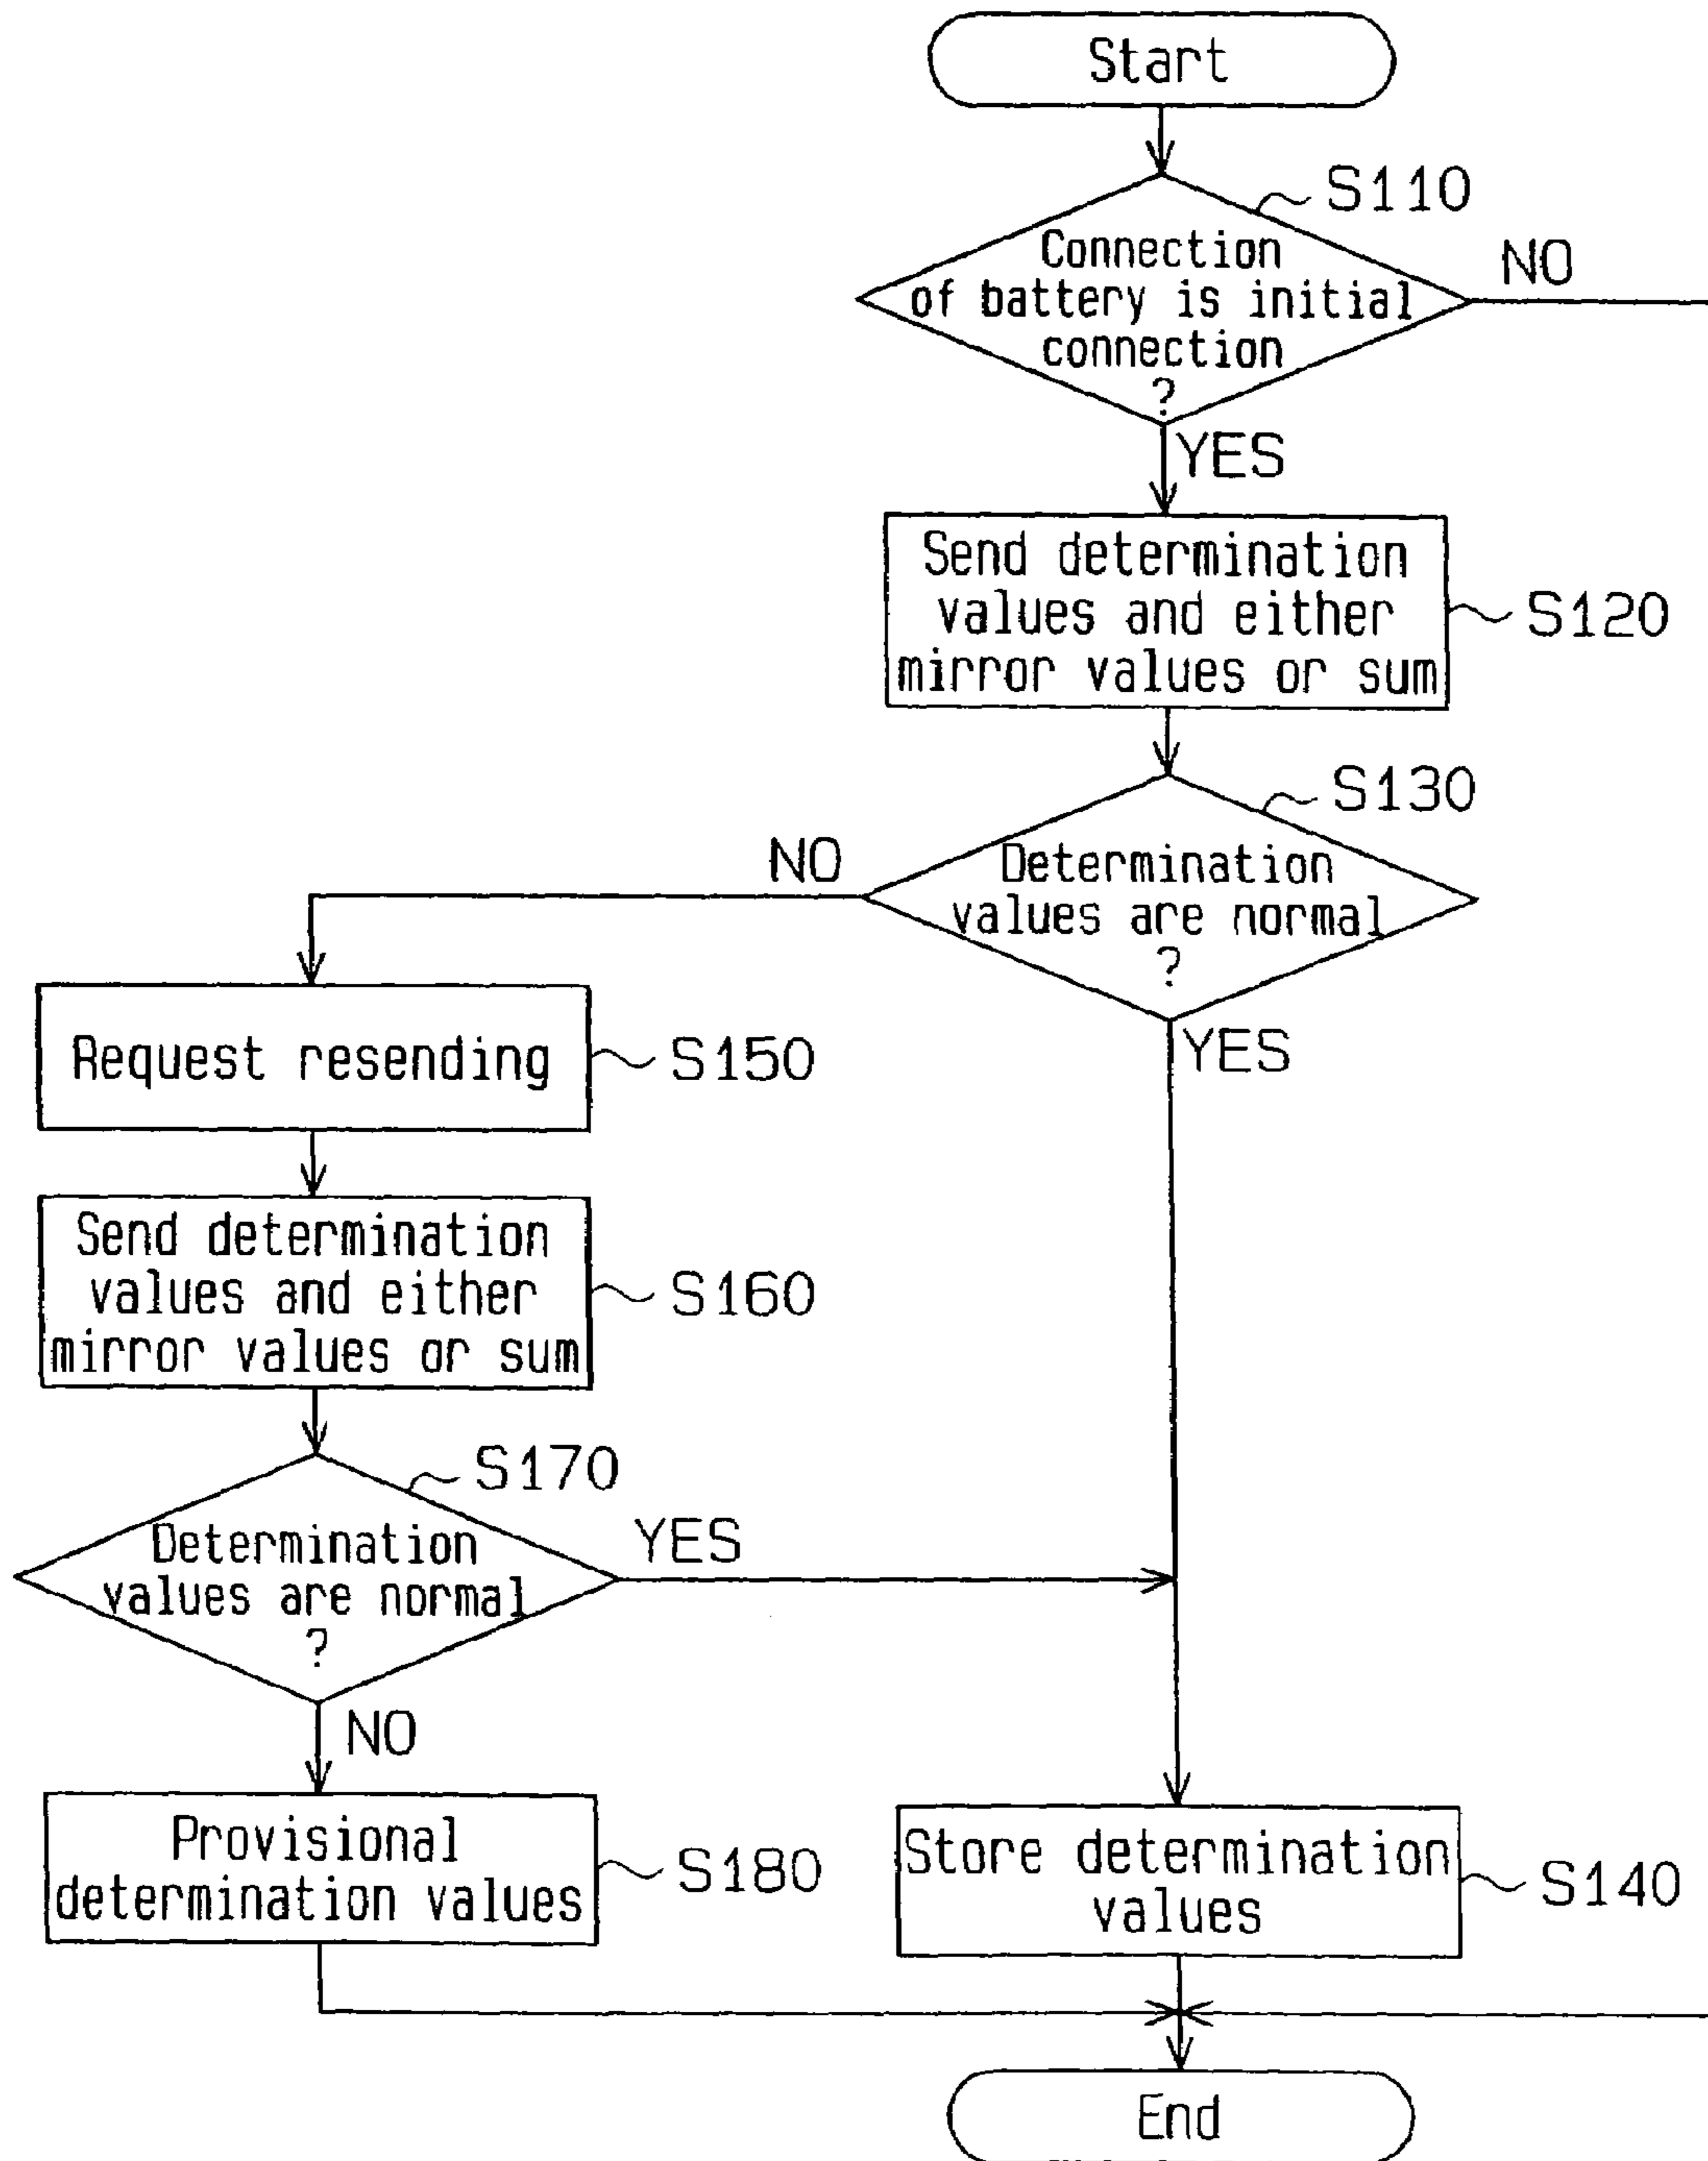 Start
S110
Connection
of battery is initial
connection
?
NO
YES
Send determination
values and either
mirror values or sum
S120
S130
Determination
values are normal
?
NO
YES
Request resending
S150
Send determination
values and either
mirror values or sum
S160
S170
Determination
values are normal
?
YES
NO
Provisional
determination values
S180
Store determination
values
S140
End